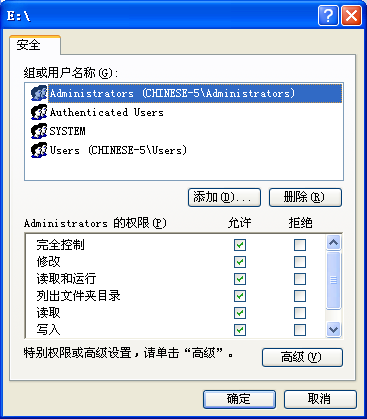 E:\
安全
组或用户名称(G):
Administrators (CHINESE-5\Administrators)
Authenticated Users
SYSTEM
Users (CHINESE-5\Users)
添加(D)... 删除(R)
Administrators 的权限(P) 允许 拒绝
完全控制
修改
读取和运行
列出文件夹目录
读取
写入
特别权限或高级设置,请单击“高级”。
高级(V)
确定 取消